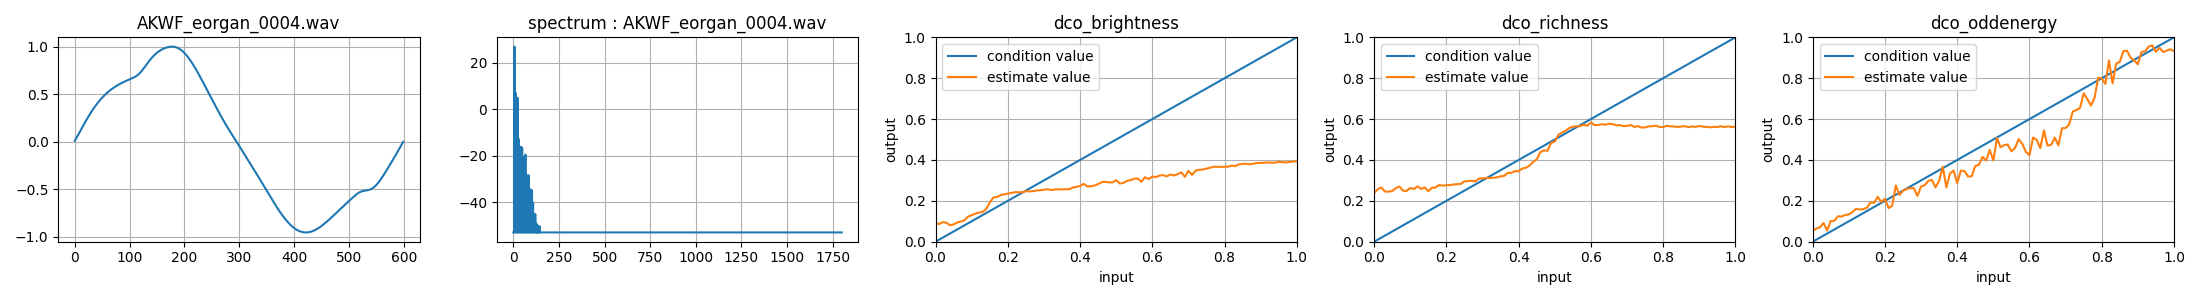 AKWF_eorgan_0004.wav
1.0
0.5
0.0
−0.5
−1.0
0 100 200 300 400 500 600
spectrum : AKWF_eorgan_0004.wav
20
0
−20
−40
0 250 500 750 1000 1250 1500 1750
dco_brightness
condition value
estimate value
output
1.0
0.8
0.6
0.4
0.2
0.0
0.0 0.2 0.4 0.6 0.8 1.0
input
dco_richness
condition value
estimate value
output
1.0
0.8
0.6
0.4
0.2
0.0
0.0 0.2 0.4 0.6 0.8 1.0
input
dco_oddenergy
condition value
estimate value
output
1.0
0.8
0.6
0.4
0.2
0.0
0.0 0.2 0.4 0.6 0.8 1.0
input